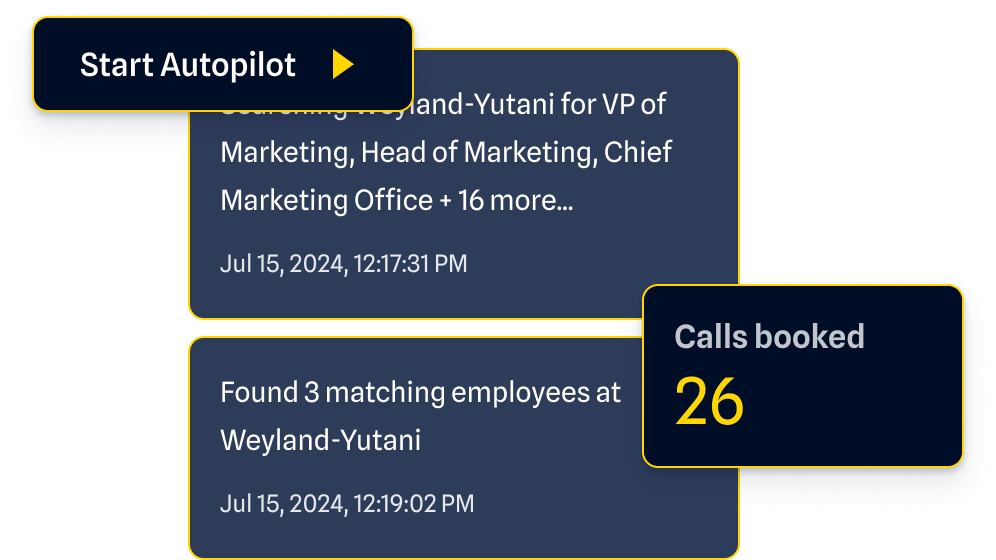 Start Autopilot
Searching Weyland-Yutani for VP of
Marketing, Head of Marketing, Chief
Marketing Office + 16 more...
Jul 15, 2024, 12:17:31 PM
Calls booked
26
Found 3 matching employees at
Weyland-Yutani
Jul 15, 2024, 12:19:02 PM